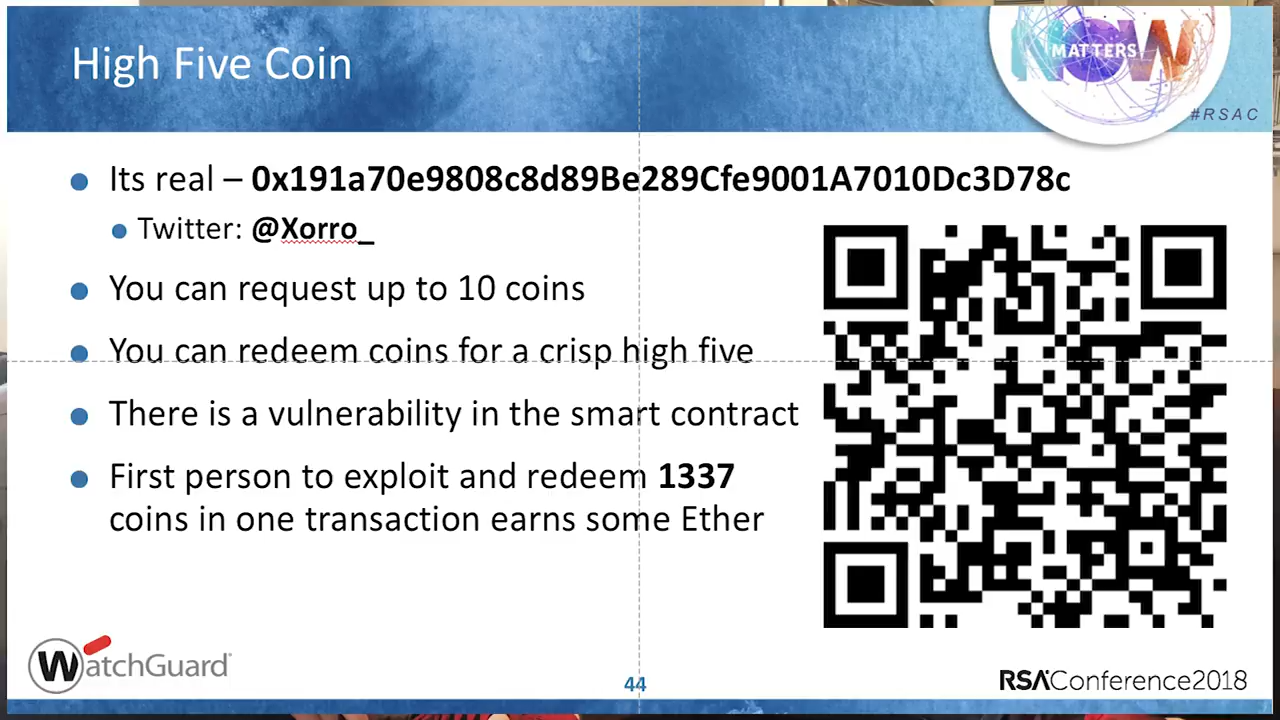 High Five Coin
NOW
MATTERS
#RSAC
● Its real – 0x191a70e9808c8d89Be289Cfe9001A7010Dc3D78c
● Twitter: @Xorro_
● You can request up to 10 coins
● You can redeem coins for a crisp high five
● There is a vulnerability in the smart contract
● First person to exploit and redeem 1337
coins in one transaction earns some Ether
WatchGuard
44
RSAConference2018